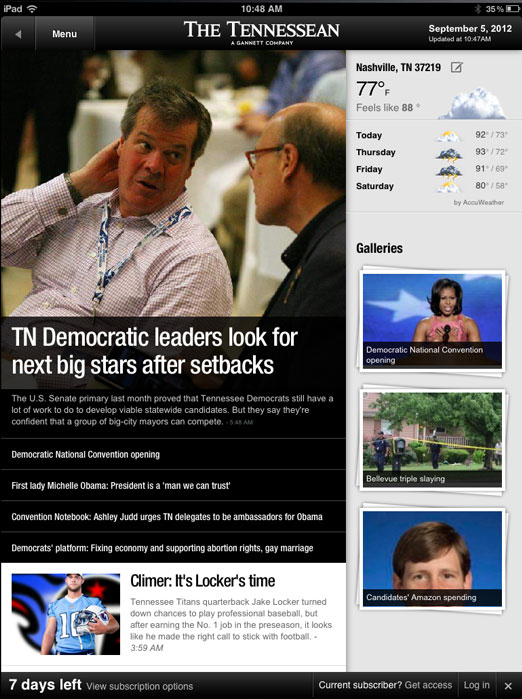 iPad
10:48 AM
35%
Menu
THE TENNESSEAN
A GANNETT COMPANY
September 5, 2012
Updated at 10:47AM
TN Democratic leaders look for
next big stars after setbacks
The U.S. Senate primary last month proved that Tennessee Democrats still have a
lot of work to do to develop viable statewide candidates. But they say they're
confident that a group of big-city mayors can compete. - 5:48 AM
Democratic National Convention opening
First lady Michelle Obama: President is a 'man we can trust'
Convention Notebook: Ashley Judd urges TN delegates to be ambassadors for Obama
Democrats' platform: Fixing economy and supporting abortion rights, gay marriage
Climer: It's Locker's time
Tennessee Titans quarterback Jake Locker turned
down chances to play professional baseball, but
after earning the No. 1 job in the preseason, it looks
like he made the right call to stick with football. -
3:59 AM
10
Nashville, TN 37219
77°F
Feels like 88 °
Today 92° / 73°
Thursday 93° / 72°
Friday 91° / 69°
Saturday 80° / 58°
by AccuWeather
Galleries
Democratic National Convention
opening
Bellevue triple slaying
Candidates' Amazon spending
7 days left View subscription options
Current subscriber? Get access
Log in